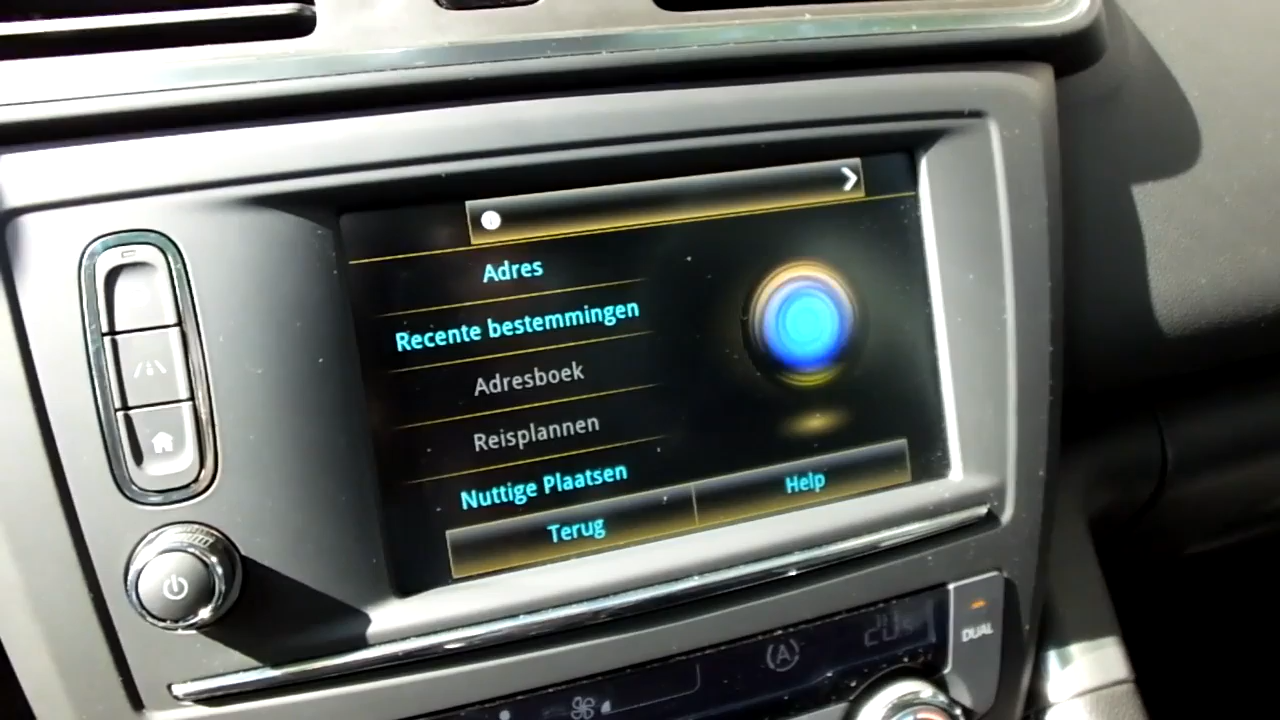 Adres
Recente bestemmingen
Adresboek
Reisplannen
Nuttige Plaatsen
Terug
Help
DUAL
(A)